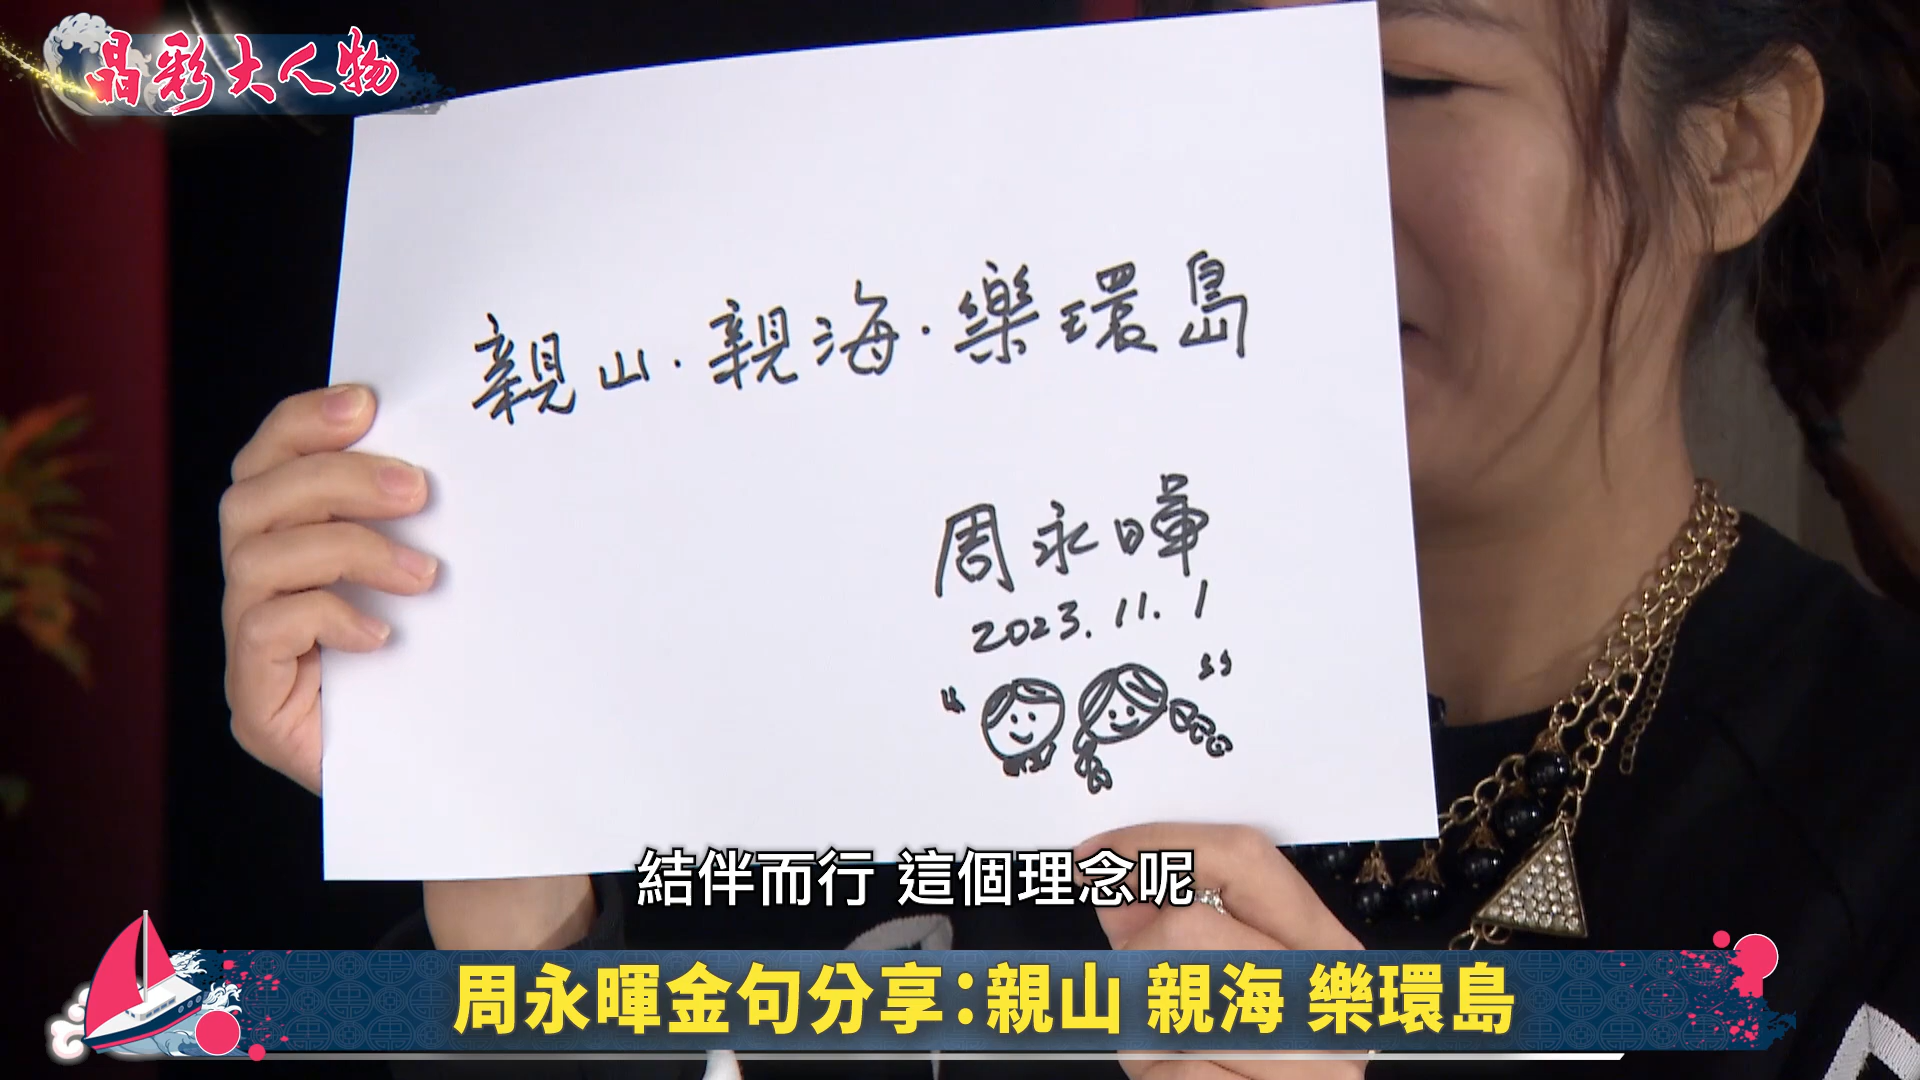 晶彩大人物
親山·親海·樂環島
周永暉
2023.11.1
結伴而行 這個理念呢
周永暉金句分享:親山 親海 樂環島